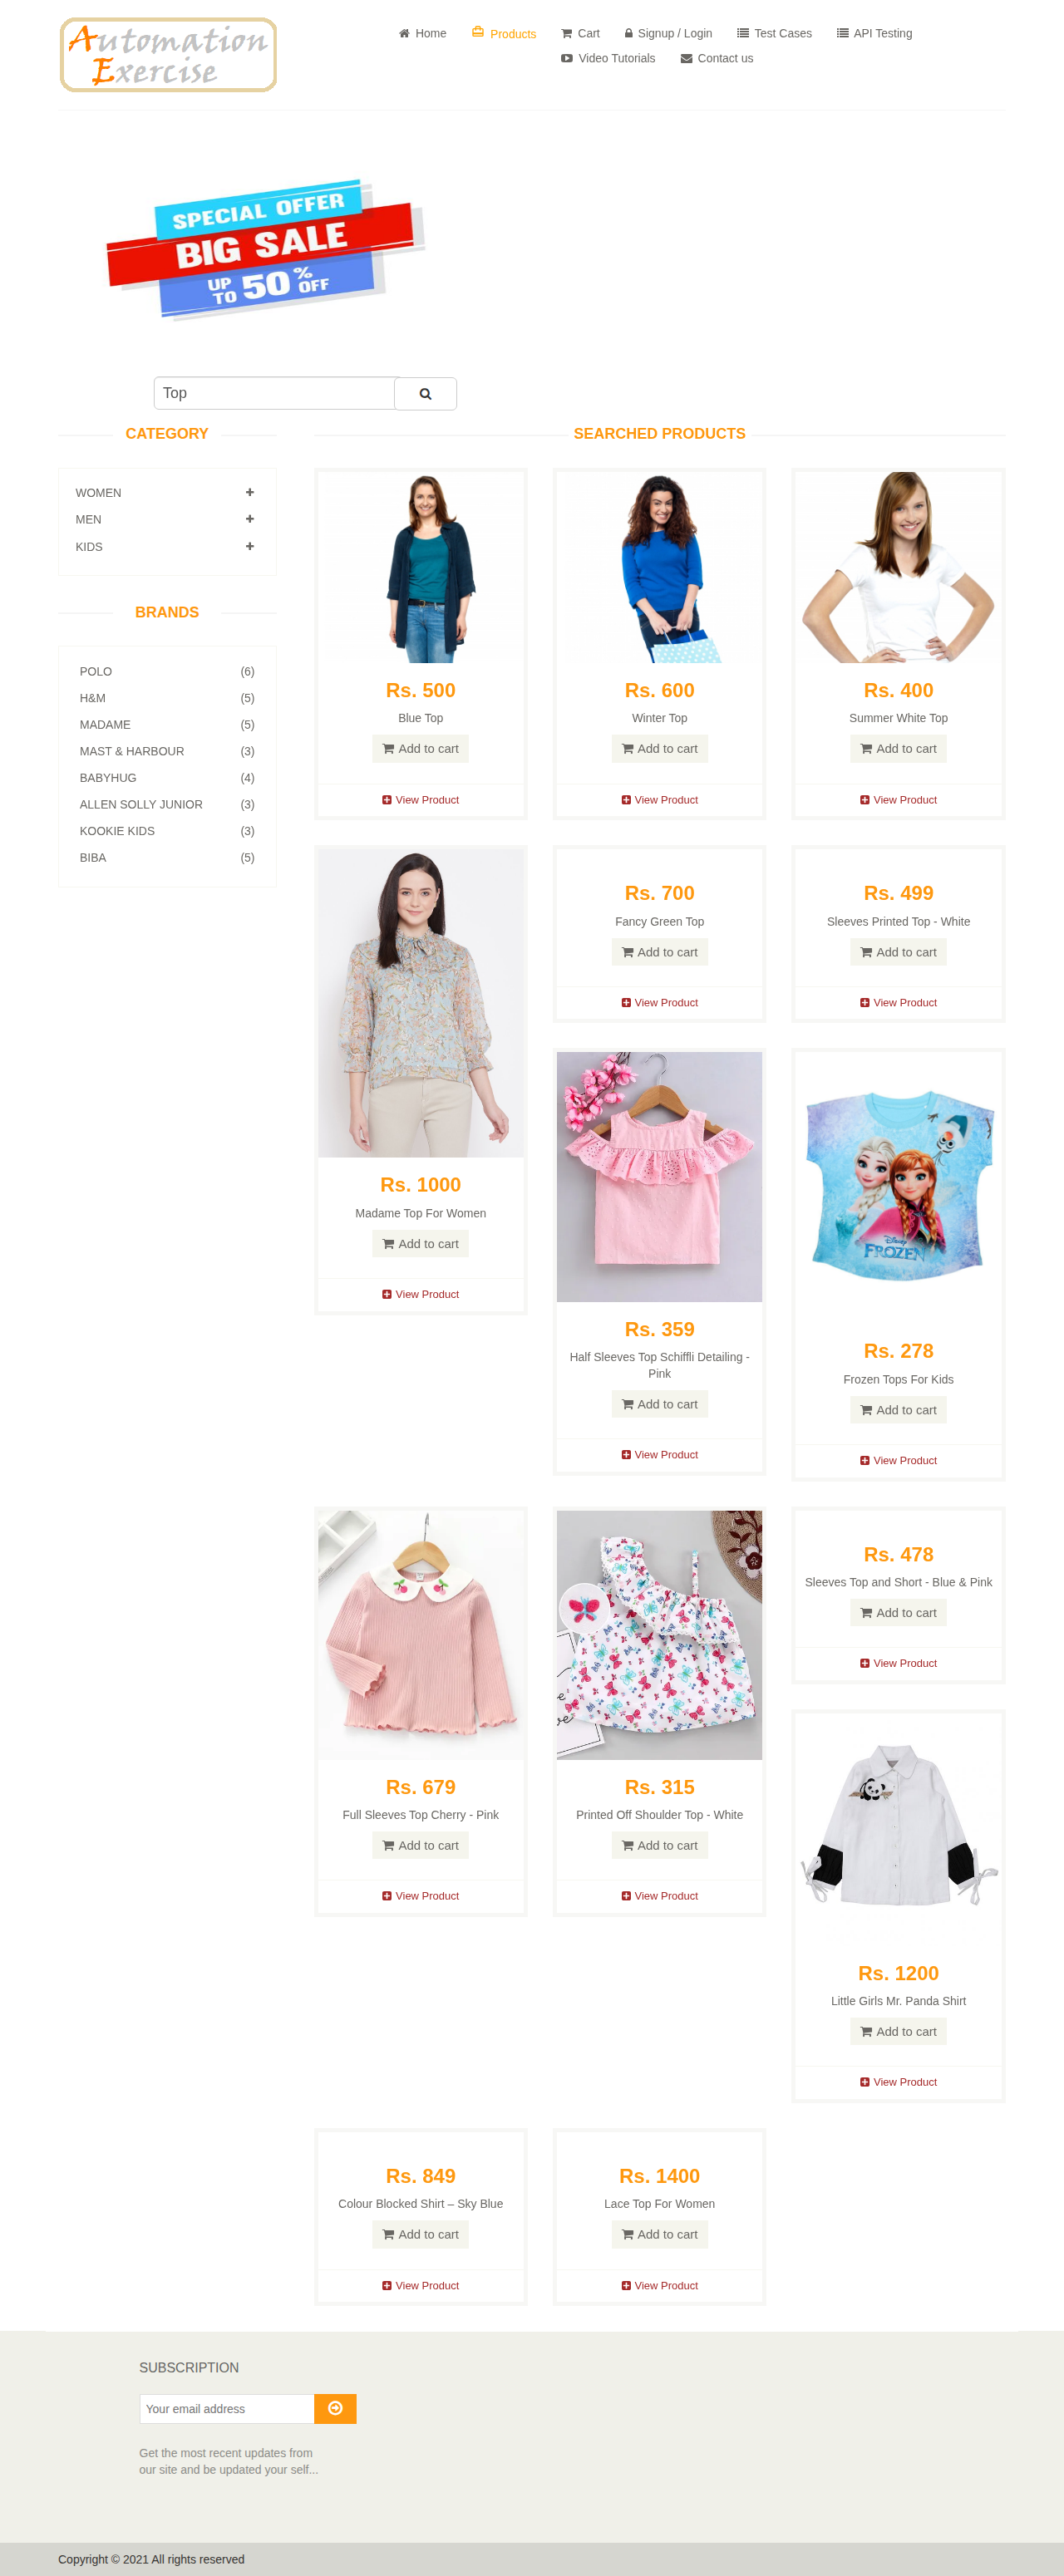 Automation
Exercise
Home
Products
Cart
Signup / Login
Test Cases
API Testing
Video Tutorials
Contact us
SPECIAL OFFER
BIG SALE
UP TO 50 % OFF
Top
CATEGORY
WOMEN
MEN
KIDS
BRANDS
POLO (6)
H&M (5)
MADAME (5)
MAST & HARBOUR (3)
BABYHUG (4)
ALLEN SOLLY JUNIOR (3)
KOOKIE KIDS (3)
BIBA (5)
SEARCHED PRODUCTS
Rs. 500
Blue Top
Add to cart
View Product
Rs. 600
Winter Top
Add to cart
View Product
Rs. 400
Summer White Top
Add to cart
View Product
Rs. 1000
Madame Top For Women
Add to cart
View Product
Rs. 700
Fancy Green Top
Add to cart
View Product
Rs. 499
Sleeves Printed Top - White
Add to cart
View Product
Rs. 359
Half Sleeves Top Schiffli Detailing -
Pink
Add to cart
View Product
Disney
FROZEN
Rs. 278
Frozen Tops For Kids
Add to cart
View Product
Rs. 679
Full Sleeves Top Cherry - Pink
Add to cart
View Product
Rs. 315
Printed Off Shoulder Top - White
Add to cart
View Product
Rs. 478
Sleeves Top and Short - Blue & Pink
Add to cart
View Product
Rs. 1200
Little Girls Mr. Panda Shirt
Add to cart
View Product
Rs. 849
Colour Blocked Shirt – Sky Blue
Add to cart
View Product
Rs. 1400
Lace Top For Women
Add to cart
View Product
SUBSCRIPTION
Your email address
Get the most recent updates from
our site and be updated your self...
Copyright © 2021 All rights reserved